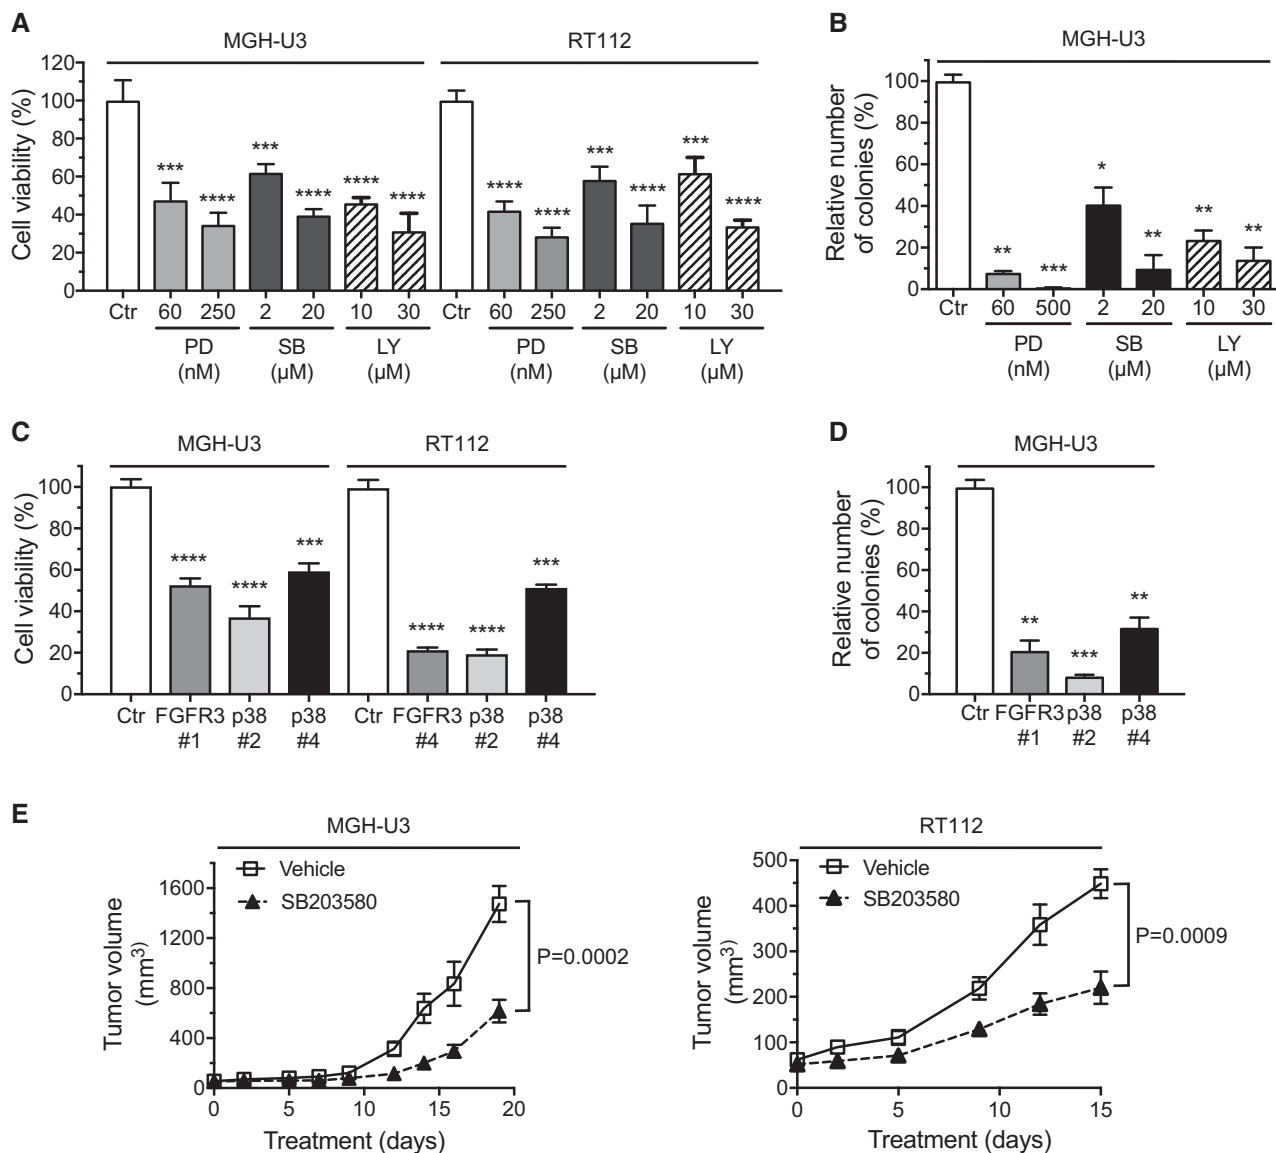 A
MGH-U3 RT112
Cell viability (%)
120
100
80
60
40
20
0
*** **** *** **** **** **** **** **** *** **** *** ****
Ctr 60 250 2 20 10 30 Ctr 60 250 2 20 10 30
PD SB LY PD SB LY
(nM) (µM) (µM) (nM) (µM) (µM)
B
MGH-U3
Relative number
of colonies (%)
100
80
60
40
20
0
** *** * ** ** **
Ctr 60 500 2 20 10 30
PD SB LY
(nM) (µM) (µM)
C
MGH-U3 RT112
Cell viability (%)
100
80
60
40
20
0
**** **** *** **** **** ***
Ctr FGFR3 p38 p38 Ctr FGFR3 p38 p38
#1 #2 #4 #4 #2 #4
D
MGH-U3
Relative number
of colonies (%)
100
80
60
40
20
0
** *** **
Ctr FGFR3 p38 p38
#1 #2 #4
E
MGH-U3
Vehicle
SB203580
Tumor volume
(mm³)
1600
1200
800
400
0
P=0.0002
0 5 10 15 20
Treatment (days)
RT112
Vehicle
SB203580
Tumor volume
(mm³)
500
400
300
200
100
0
P=0.0009
0 5 10 15
Treatment (days)